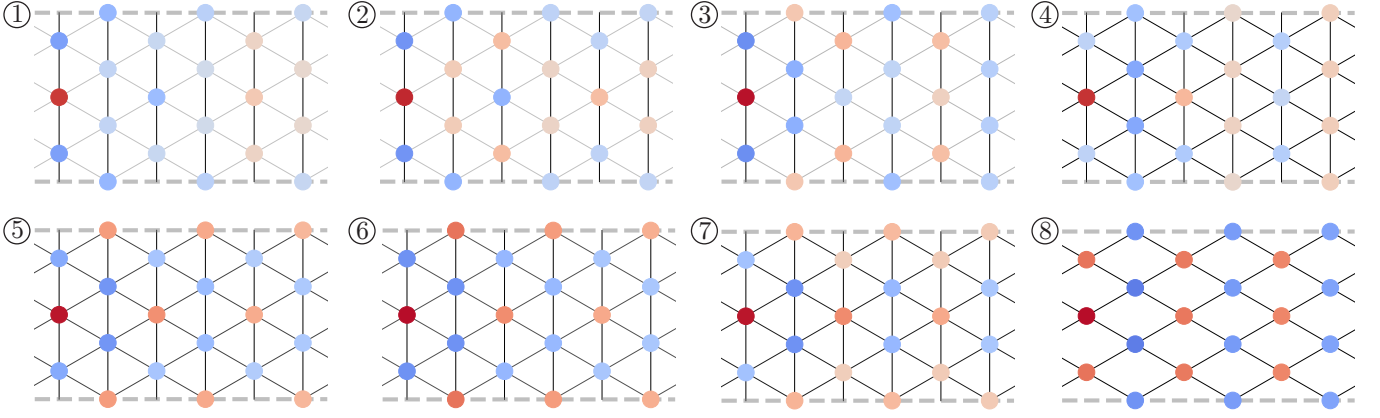 ① ② ③ ④
⑤ ⑥ ⑦ ⑧